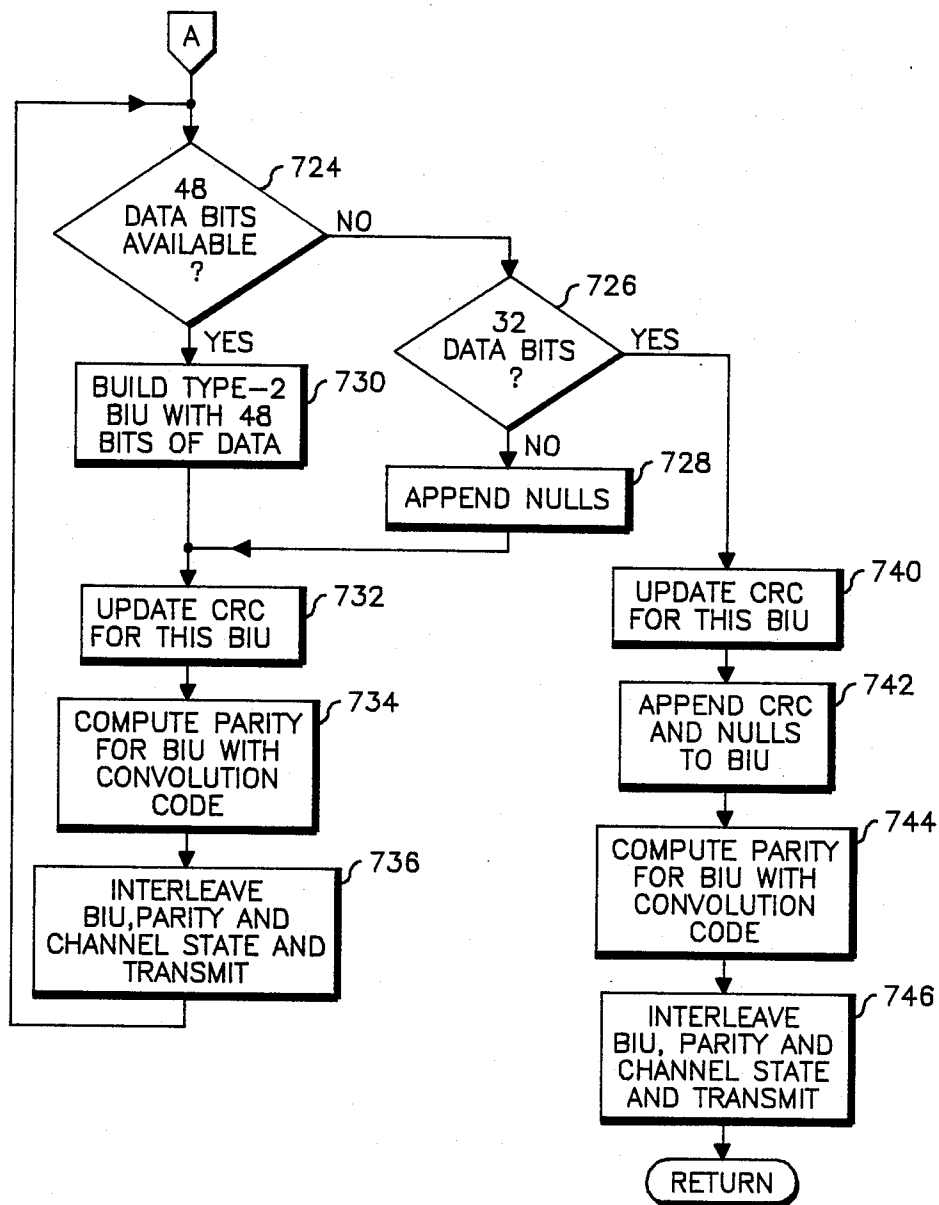 A
724
48
DATA BITS
AVAILABLE
?
NO
YES
726
32
DATA BITS
?
YES
NO
730
BUILD TYPE-2
BIU WITH 48
BITS OF DATA
728
APPEND NULLS
732
UPDATE CRC
FOR THIS BIU
734
COMPUTE PARITY
FOR BIU WITH
CONVOLUTION
CODE
736
INTERLEAVE
BIU,PARITY AND
CHANNEL STATE AND
TRANSMIT
740
UPDATE CRC
FOR THIS BIU
742
APPEND CRC
AND NULLS
TO BIU
744
COMPUTE PARITY
FOR BIU WITH
CONVOLUTION
CODE
746
INTERLEAVE
BIU, PARITY AND
CHANNEL STATE
AND TRANSMIT
RETURN